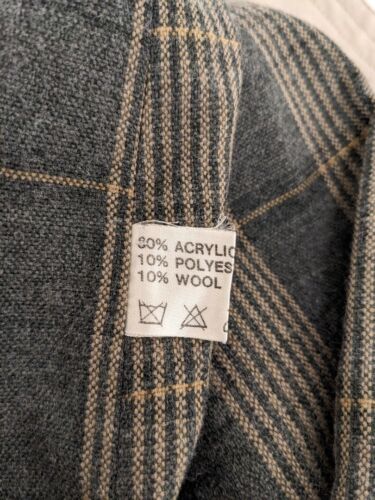 80% ACRYLIC
10% POLYES
10% WOOL